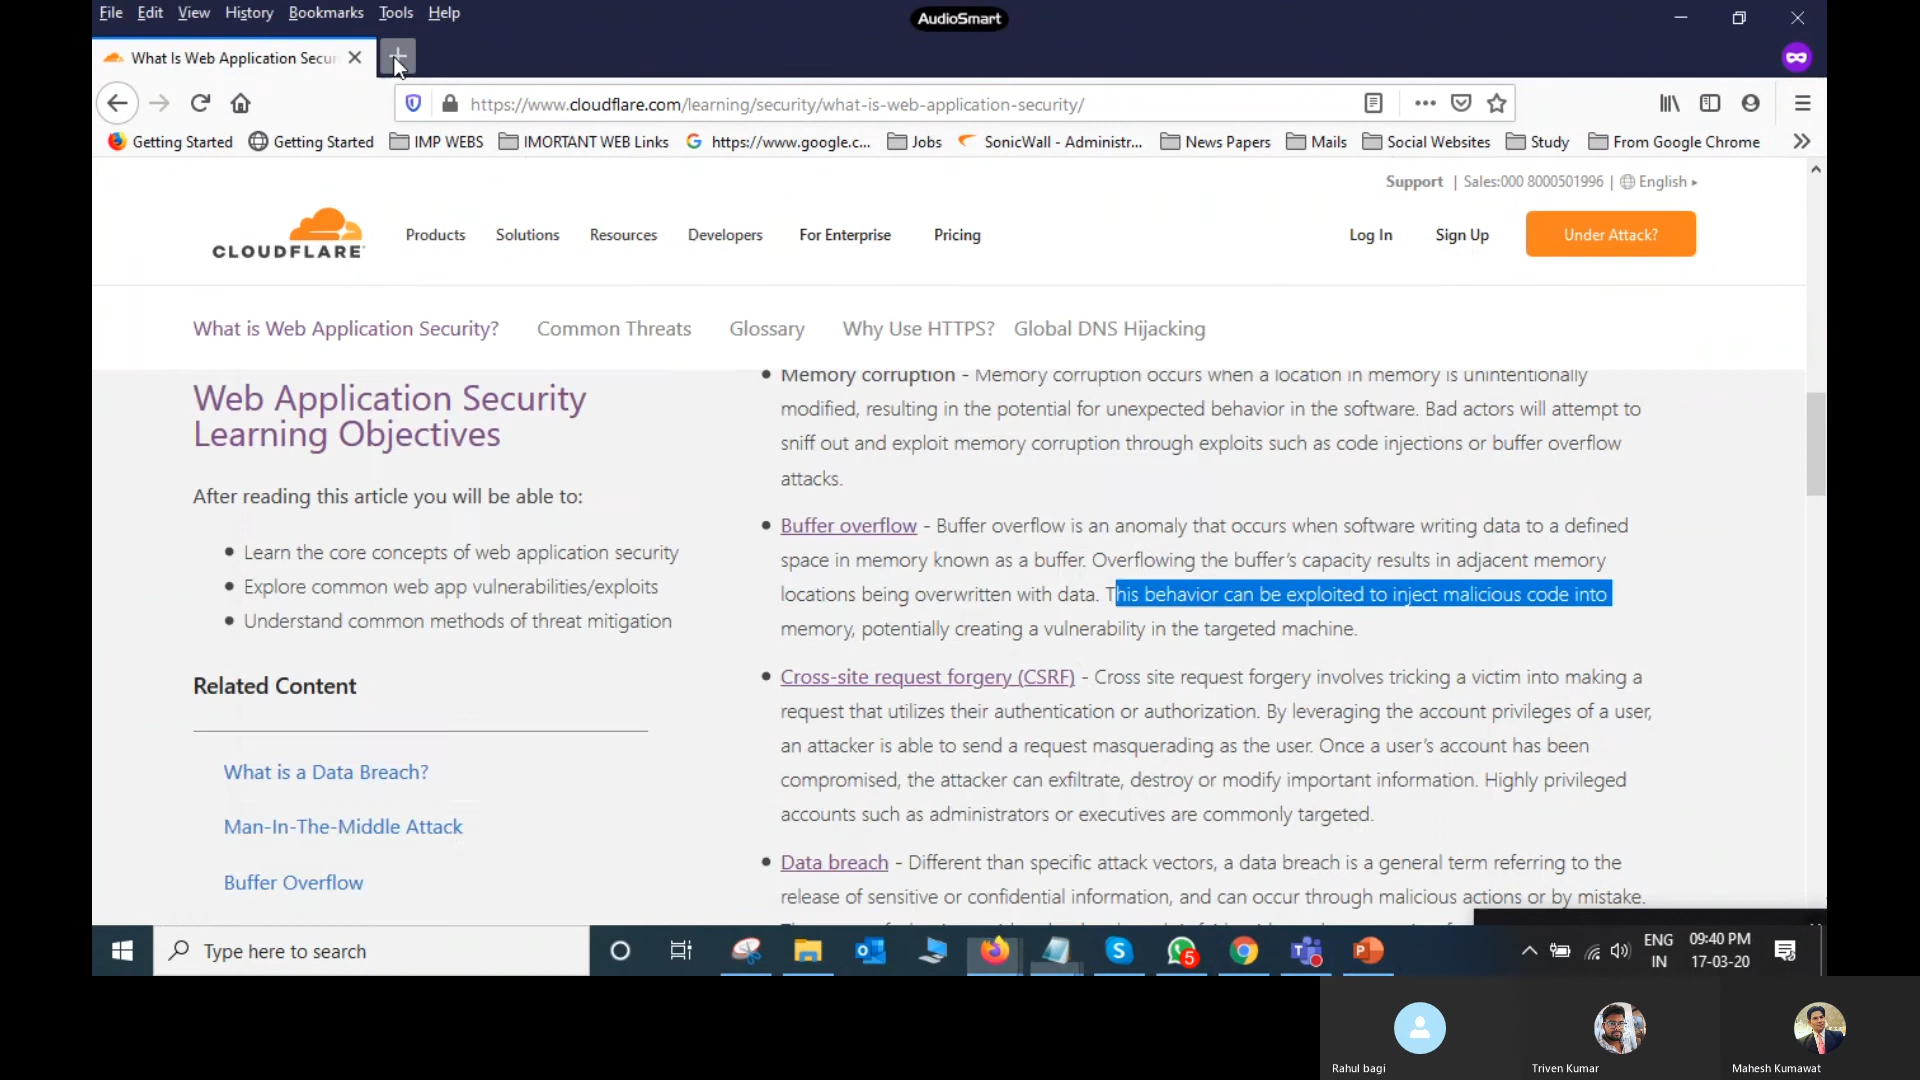 File Edit View History Bookmarks Tools Help
AudioSmart
What Is Web Application Secur
https://www.cloudflare.com/learning/security/what-is-web-application-security/
Getting Started Getting Started IMP WEBS IMORTANT WEB Links https://www.google.c... Jobs SonicWall - Administr... News Papers Mails Social Websites Study From Google Chrome
Support | Sales:000 8000501996 | English
CLOUDFLARE Products Solutions Resources Developers For Enterprise Pricing Log In Sign Up Under Attack?
What is Web Application Security? Common Threats Glossary Why Use HTTPS? Global DNS Hijacking
Web Application Security
Learning Objectives
After reading this article you will be able to:
Learn the core concepts of web application security
Explore common web app vulnerabilities/exploits
Understand common methods of threat mitigation
Related Content
What is a Data Breach?
Man-In-The-Middle Attack
Buffer Overflow
Memory corruption - Memory corruption occurs when a location in memory is unintentionally
modified, resulting in the potential for unexpected behavior in the software. Bad actors will attempt to
sniff out and exploit memory corruption through exploits such as code injections or buffer overflow
attacks.
Buffer overflow - Buffer overflow is an anomaly that occurs when software writing data to a defined
space in memory known as a buffer. Overflowing the buffer's capacity results in adjacent memory
locations being overwritten with data. This behavior can be exploited to inject malicious code into
memory, potentially creating a vulnerability in the targeted machine.
Cross-site request forgery (CSRF) - Cross site request forgery involves tricking a victim into making a
request that utilizes their authentication or authorization. By leveraging the account privileges of a user,
an attacker is able to send a request masquerading as the user. Once a user's account has been
compromised, the attacker can exfiltrate, destroy or modify important information. Highly privileged
accounts such as administrators or executives are commonly targeted.
Data breach - Different than specific attack vectors, a data breach is a general term referring to the
release of sensitive or confidential information, and can occur through malicious actions or by mistake.
Type here to search
5
ENG
IN
09:40 PM
17-03-20
Rahul bagi Triven Kumar Mahesh Kumawat